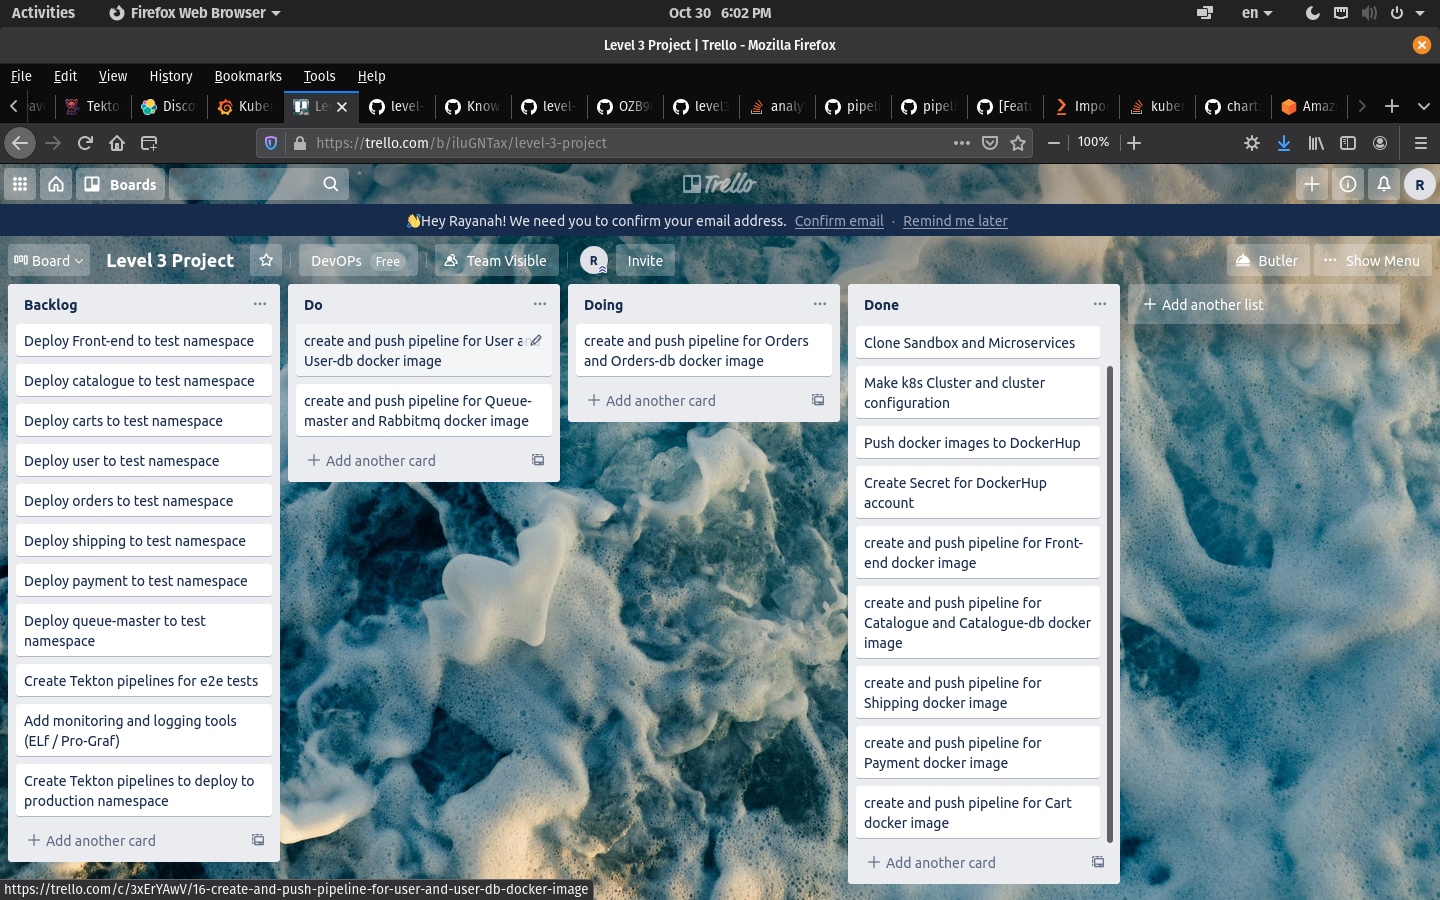 Activities
Firefox Web Browser
Oct 30 6:02 PM
en
Level 3 Project | Trello - Mozilla Firefox
File Edit View History Bookmarks Tools Help
Tekto
Disco
Kuber
Le
level-
Know
level-
OZB9
level3
analy
pipeli
pipeli
[Featu
Impor
kuber
chart
Amaz
https://trello.com/b/iluGNTax/level-3-project
100%
Boards
Trello
R
👋Hey Rayanah! We need you to confirm your email address. Confirm email · Remind me later
Board
Level 3 Project
DevOPs Free
Team Visible
R
Invite
Butler
Show Menu
Backlog
Deploy Front-end to test namespace
Deploy catalogue to test namespace
Deploy carts to test namespace
Deploy user to test namespace
Deploy orders to test namespace
Deploy shipping to test namespace
Deploy payment to test namespace
Deploy queue-master to test
namespace
Create Tekton pipelines for e2e tests
Add monitoring and logging tools
(ELf / Pro-Graf)
Create Tekton pipelines to deploy to
production namespace
Add another card
Do
create and push pipeline for User and
User-db docker image
create and push pipeline for Queue-
master and Rabbitmq docker image
Add another card
Doing
create and push pipeline for Orders
and Orders-db docker image
Add another card
Done
Clone Sandbox and Microservices
Make k8s Cluster and cluster
configuration
Push docker images to DockerHup
Create Secret for DockerHup
account
create and push pipeline for Front-
end docker image
create and push pipeline for
Catalogue and Catalogue-db docker
image
create and push pipeline for
Shipping docker image
create and push pipeline for
Payment docker image
create and push pipeline for Cart
docker image
Add another card
Add another list
https://trello.com/c/3xErYAwV/16-create-and-push-pipeline-for-user-and-user-db-docker-image